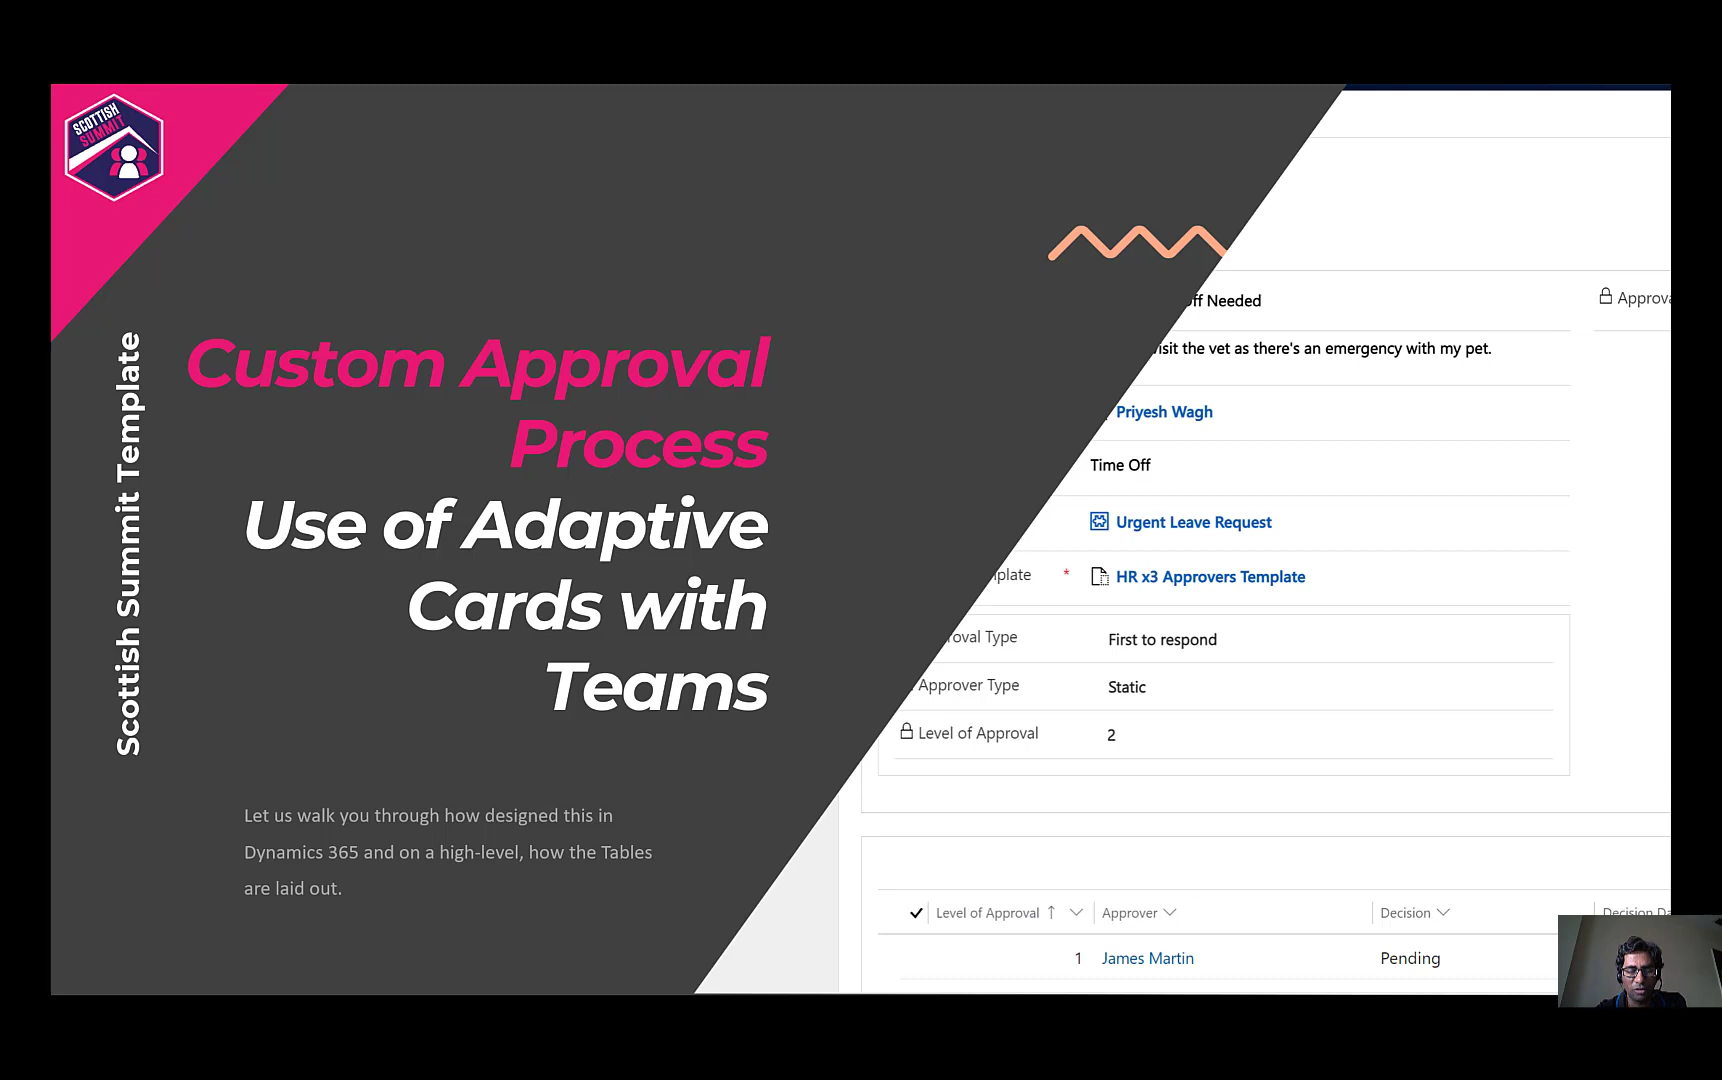 SCOTTISH
SUMMIT
Scottish Summit Template
Custom Approval
Process
Use of Adaptive
Cards with
Teams
Let us walk you through how designed this in
Dynamics 365 and on a high-level, how the Tables
are laid out.
ff Needed
Approva
isit the vet as there's an emergency with my pet.
Priyesh Wagh
Time Off
Urgent Leave Request
plate * HR x3 Approvers Template
roval Type First to respond
Approver Type Static
Level of Approval 2
Level of Approval Approver Decision Decision Da
1 James Martin Pending